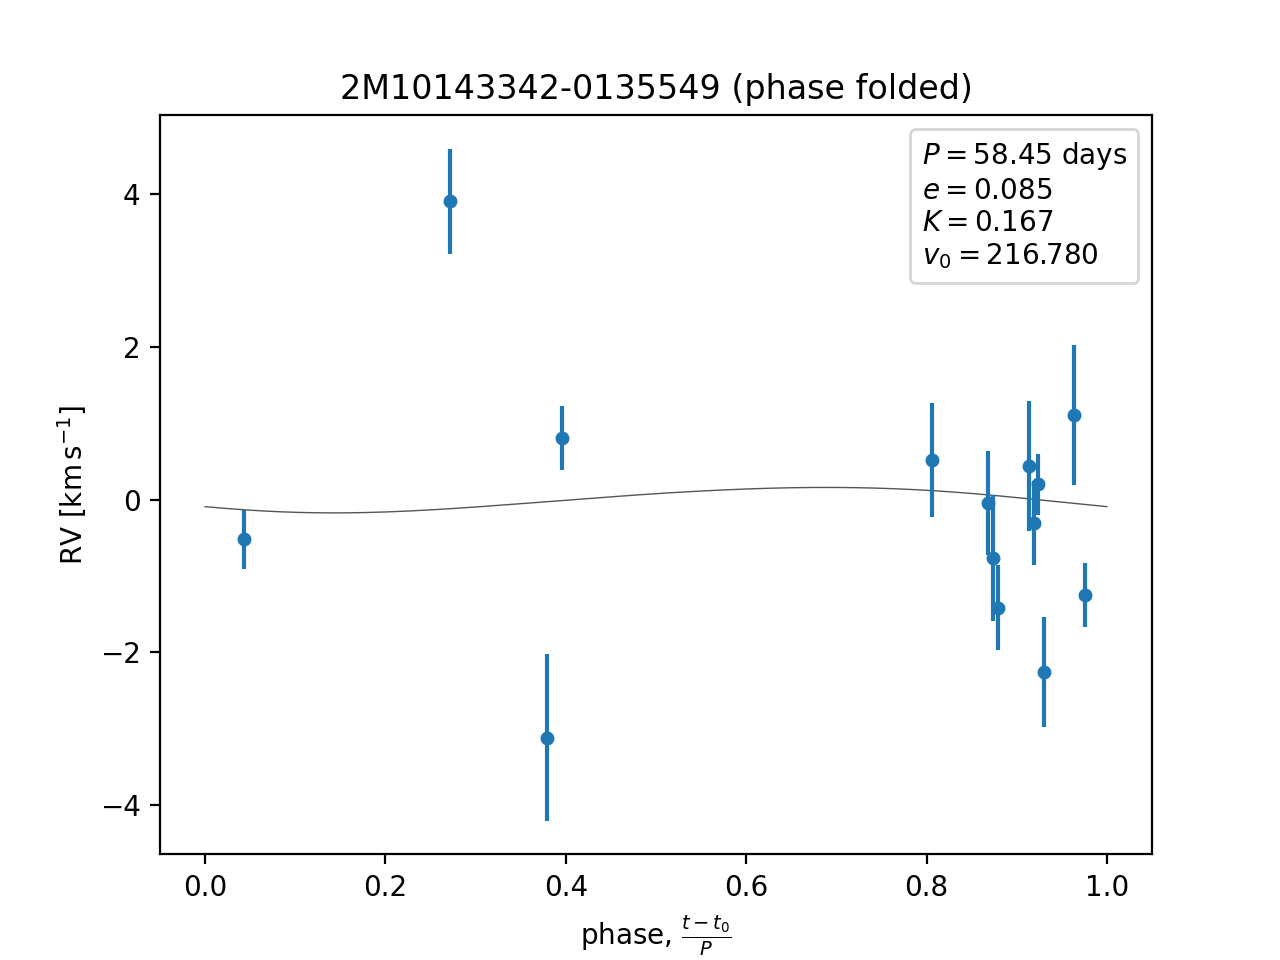 2M10143342-0135549 (phase folded)
P = 58.45 days
e = 0.085
K = 0.167
v₀ = 216.780
4
2
0
−2
−4
RV [km s⁻¹]
0.0 0.2 0.4 0.6 0.8 1.0
phase, (t − t₀)/P